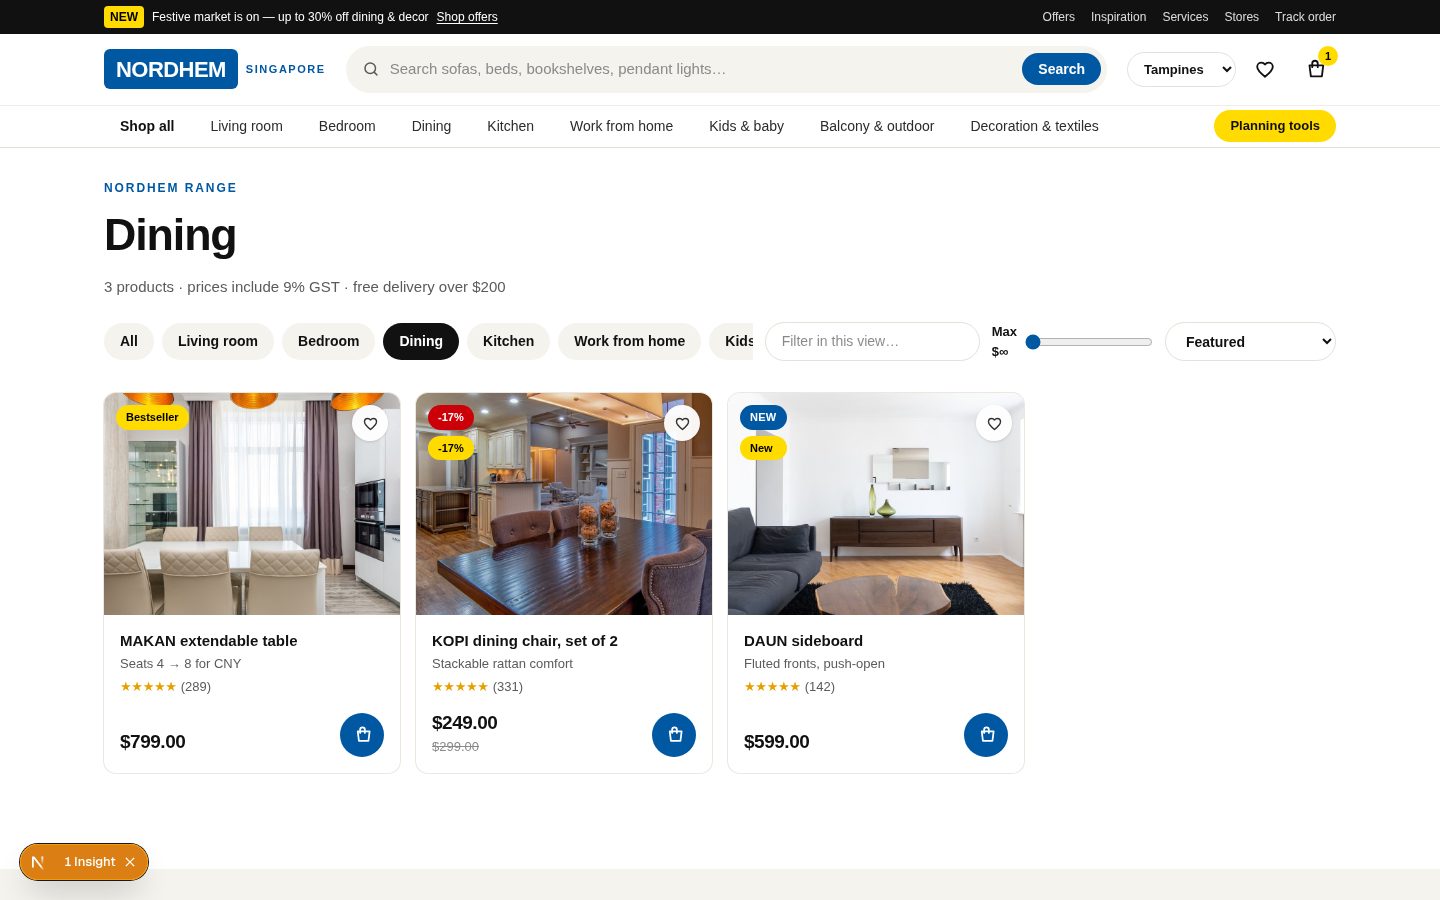 NEW Festive market is on — up to 30% off dining & decor Shop offers
Offers Inspiration Services Stores Track order
NORDHEM SINGAPORE
Search sofas, beds, bookshelves, pendant lights…
Search
Tampines
1
Shop all Living room Bedroom Dining Kitchen Work from home Kids & baby Balcony & outdoor Decoration & textiles
Planning tools
NORDHEM RANGE
Dining
3 products · prices include 9% GST · free delivery over $200
All Living room Bedroom Dining Kitchen Work from home Kids
Filter in this view…
Max
$∞
Featured
Bestseller
MAKAN extendable table
Seats 4 → 8 for CNY
★★★★★ (289)
$799.00
-17%
-17%
KOPI dining chair, set of 2
Stackable rattan comfort
★★★★★ (331)
$249.00
$299.00
NEW
New
DAUN sideboard
Fluted fronts, push-open
★★★★★ (142)
$599.00
1 Insight